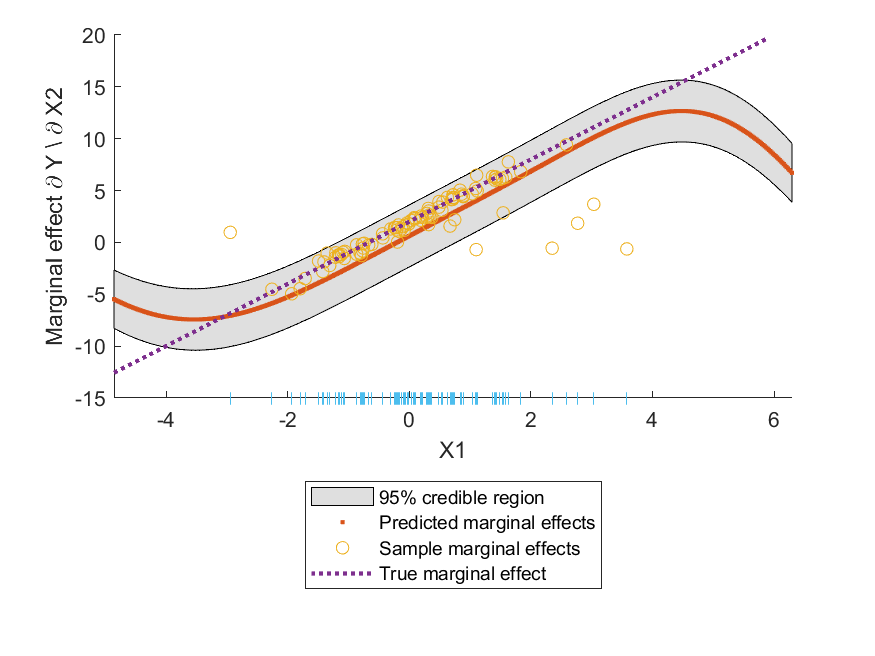 20
15
10
5
0
-5
-10
-15
Marginal effect ∂ Y \ ∂ X2
-4
-2
0
2
4
6
X1
95% credible region
Predicted marginal effects
Sample marginal effects
True marginal effect